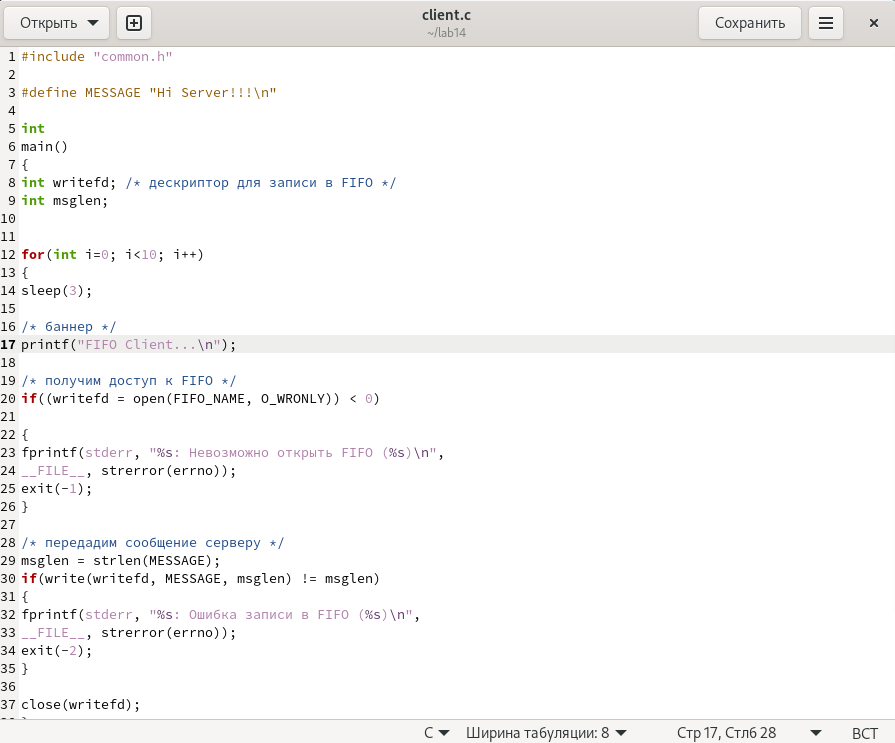 Открыть
client.c
~/lab14
Сохранить
1 #include "common.h"
2
3 #define MESSAGE "Hi Server!!!\n"
4
5 int
6 main()
7 {
8 int writefd; /* дескриптор для записи в FIFO */
9 int msglen;
10
11
12 for(int i=0; i<10; i++)
13 {
14 sleep(3);
15
16 /* баннер */
17 printf("FIFO Client...\n");
18
19 /* получим доступ к FIFO */
20 if((writefd = open(FIFO_NAME, O_WRONLY)) < 0)
21
22 {
23 fprintf(stderr, "%s: Невозможно открыть FIFO (%s)\n",
24 __FILE__, strerror(errno));
25 exit(-1);
26 }
27
28 /* передадим сообщение серверу */
29 msglen = strlen(MESSAGE);
30 if(write(writefd, MESSAGE, msglen) != msglen)
31 {
32 fprintf(stderr, "%s: Ошибка записи в FIFO (%s)\n",
33 __FILE__, strerror(errno));
34 exit(-2);
35 }
36
37 close(writefd);
C Ширина табуляции: 8 Стр 17, Стлб 28 ВСТ